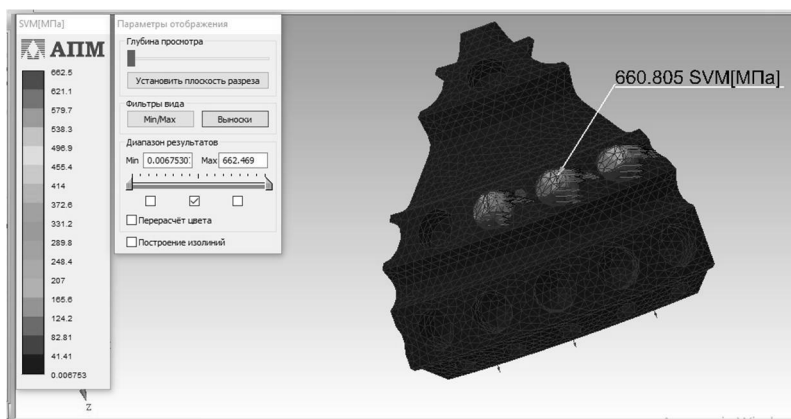 SVM[МПа]
АПМ
662.5
621.1
579.7
538.3
496.9
455.4
414
372.6
331.2
289.8
248.4
207
165.6
124.2
82.81
41.41
0.006753
Параметры отображения
Глубина просмотра
Установить плоскость разреза
Фильтры вида
Min/Max Выноски
Диапазон результатов
Min 0.0067530 Max 662.469
Перерасчёт цвета
Построение изолиний
660.805 SVM[МПа]
z